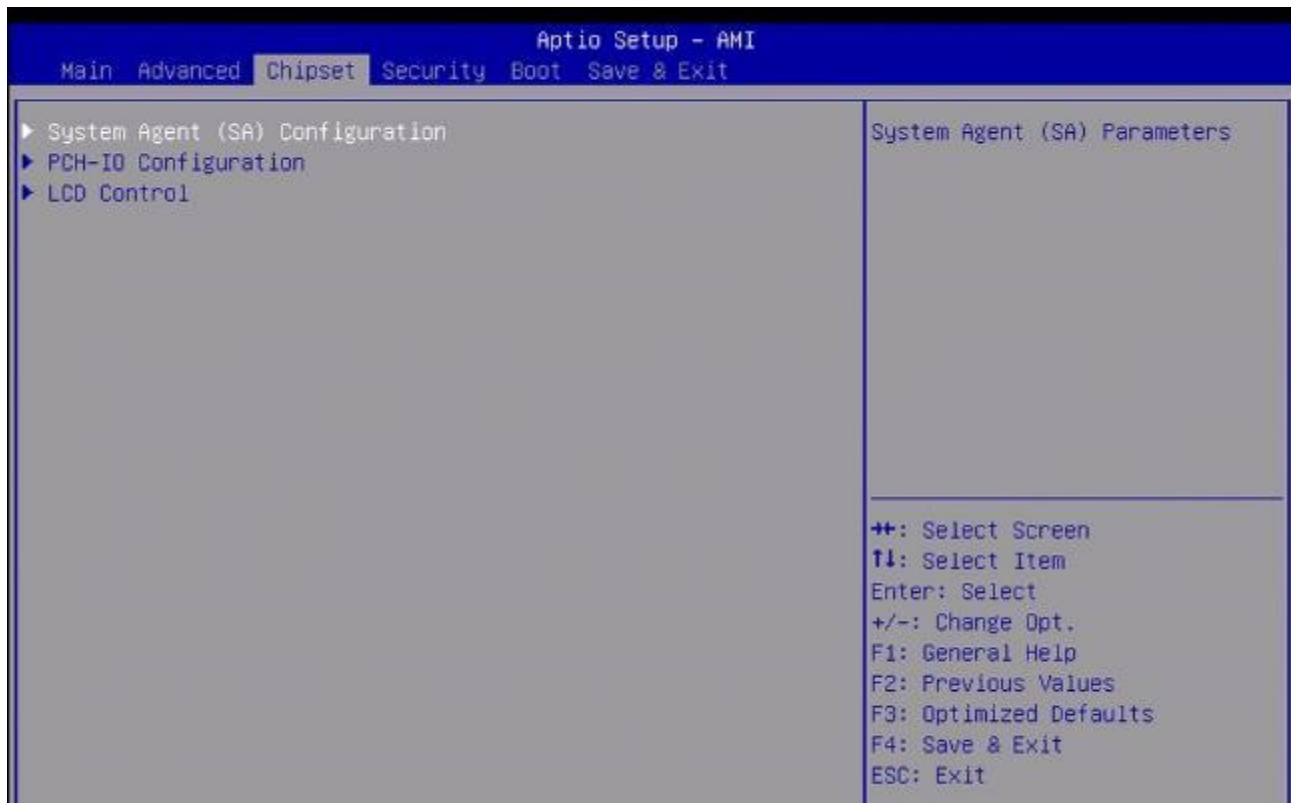 Aptio Setup - AMI
Main Advanced Chipset Security Boot Save & Exit
System Agent (SA) Configuration
PCH-IO Configuration
LCD Control
System Agent (SA) Parameters
→←: Select Screen
↑↓: Select Item
Enter: Select
+/-: Change Opt.
F1: General Help
F2: Previous Values
F3: Optimized Defaults
F4: Save & Exit
ESC: Exit